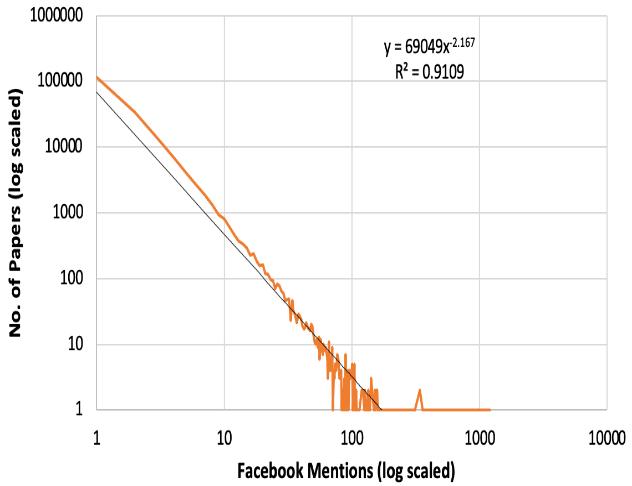 1000000
100000
10000
1000
100
10
1
No. of Papers (log scaled)
y = 69049x^-2.167
R² = 0.9109
1 10 100 1000 10000
Facebook Mentions (log scaled)